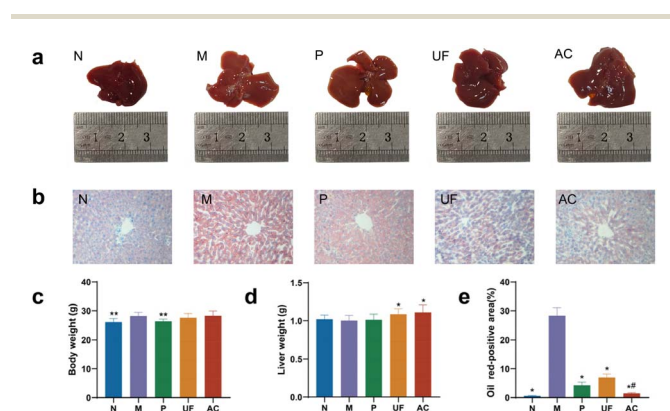 a N M P UF AC
1 2 3 1 2 3 1 2 3 1 2 3 1 2 3
b N M P UF AC
c d e
Body weight (g)
40
30
20
10
0
** **
N M P UF AC
Liver weight (g)
1.5
1.0
0.5
0.0
* *
N M P UF AC
Oil red-positive area(%)
40
30
20
10
0
* * * *#
N M P UF AC